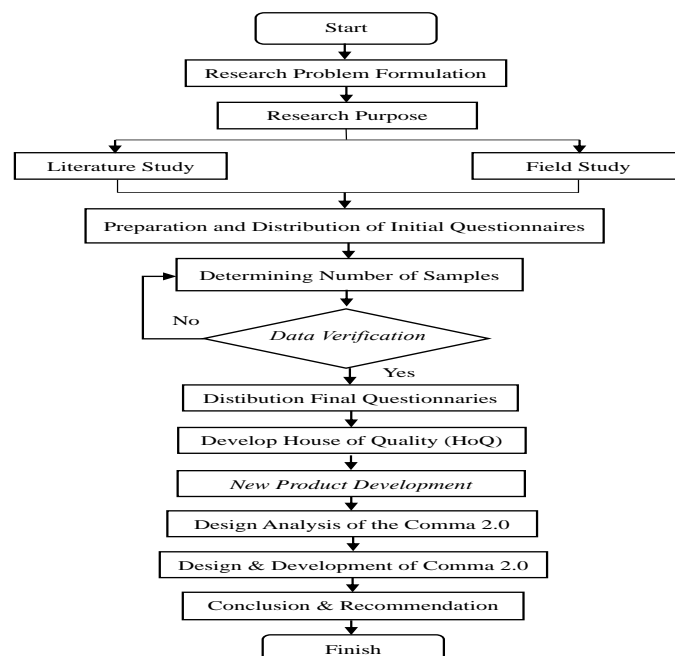 Start
Research Problem Formulation
Research Purpose
Literature Study
Field Study
Preparation and Distribution of Initial Questionnaires
Determining Number of Samples
No
Data Verification
Yes
Distibution Final Questionnaries
Develop House of Quality (HoQ)
New Product Development
Design Analysis of the Comma 2.0
Design & Development of Comma 2.0
Conclusion & Recommendation
Finish